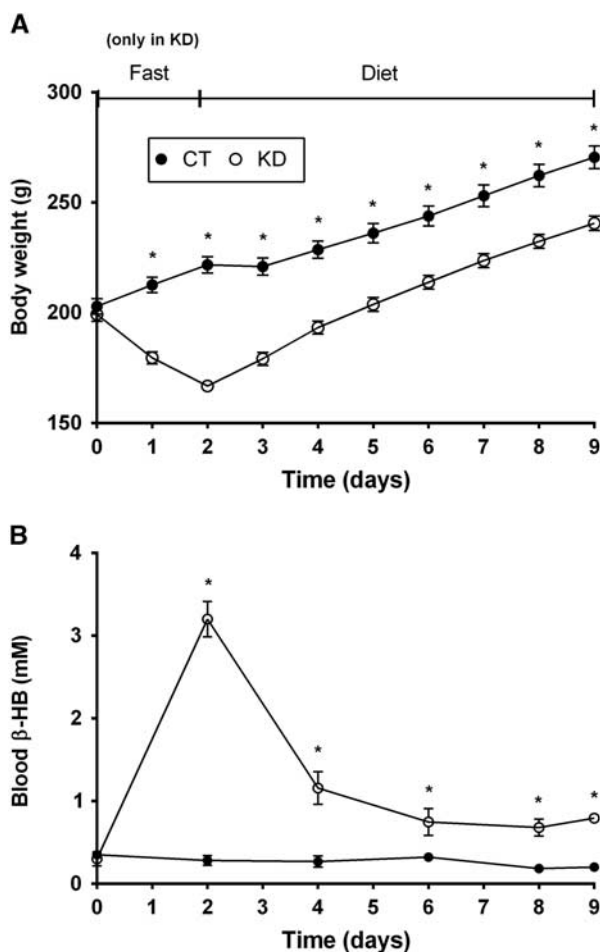 A
(only in KD)
Fast Diet
300
CT KD
* * * * * * * * *
250
200
150
Body weight (g)
0 1 2 3 4 5 6 7 8 9
Time (days)
B
4
3
2
1
0
* * * * *
Blood β-HB (mM)
0 1 2 3 4 5 6 7 8 9
Time (days)